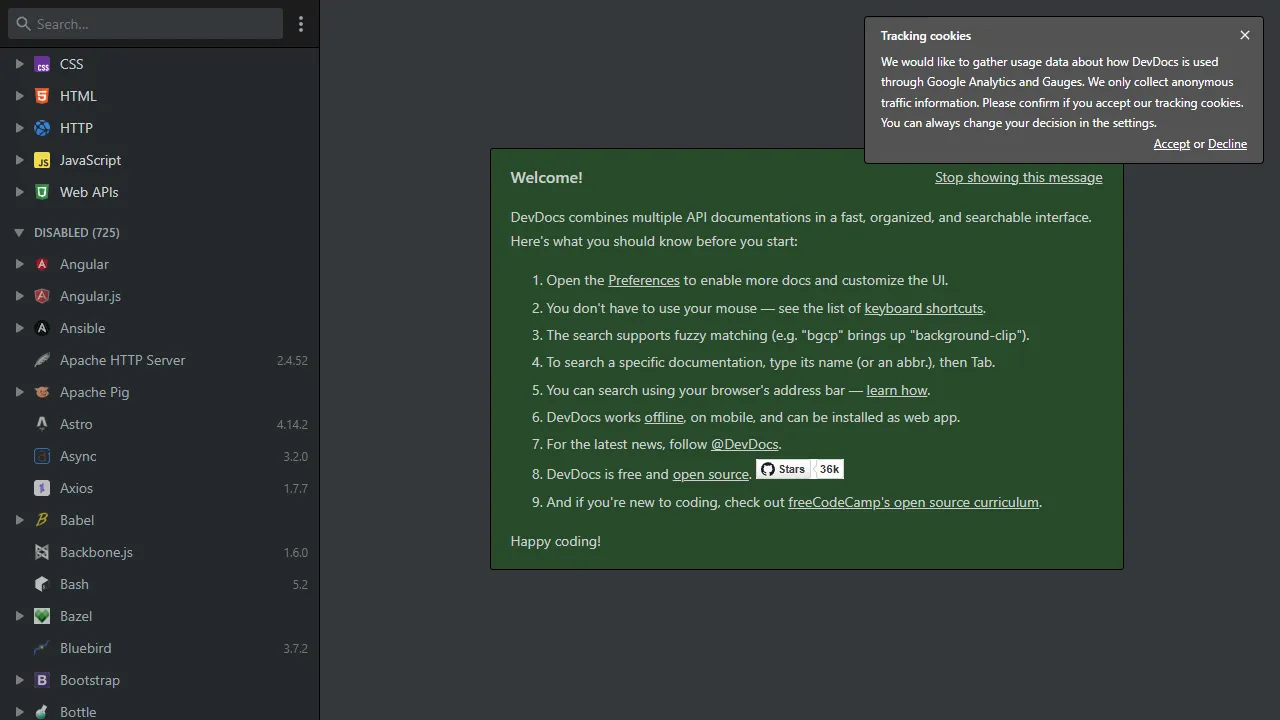 Search...
CSS
HTML
HTTP
JavaScript
Web APIs
DISABLED (725)
Angular
Angular.js
Ansible
Apache HTTP Server 2.4.52
Apache Pig
Astro 4.14.2
Async 3.2.0
Axios 1.7.7
Babel
Backbone.js 1.6.0
Bash 5.2
Bazel
Bluebird 3.7.2
Bootstrap
Bottle
Tracking cookies
We would like to gather usage data about how DevDocs is used
through Google Analytics and Gauges. We only collect anonymous
traffic information. Please confirm if you accept our tracking cookies.
You can always change your decision in the settings.
Accept or Decline
Welcome! Stop showing this message
DevDocs combines multiple API documentations in a fast, organized, and searchable interface.
Here's what you should know before you start:
1. Open the Preferences to enable more docs and customize the UI.
2. You don't have to use your mouse — see the list of keyboard shortcuts.
3. The search supports fuzzy matching (e.g. "bgcp" brings up "background-clip").
4. To search a specific documentation, type its name (or an abbr.), then Tab.
5. You can search using your browser's address bar — learn how.
6. DevDocs works offline, on mobile, and can be installed as web app.
7. For the latest news, follow @DevDocs.
8. DevDocs is free and open source. Stars 36k
9. And if you're new to coding, check out freeCodeCamp's open source curriculum.
Happy coding!